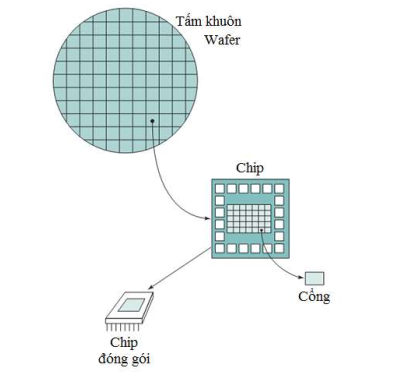 Tấm khuôn
Wafer
Chip
Cổng
Chip
đóng gói